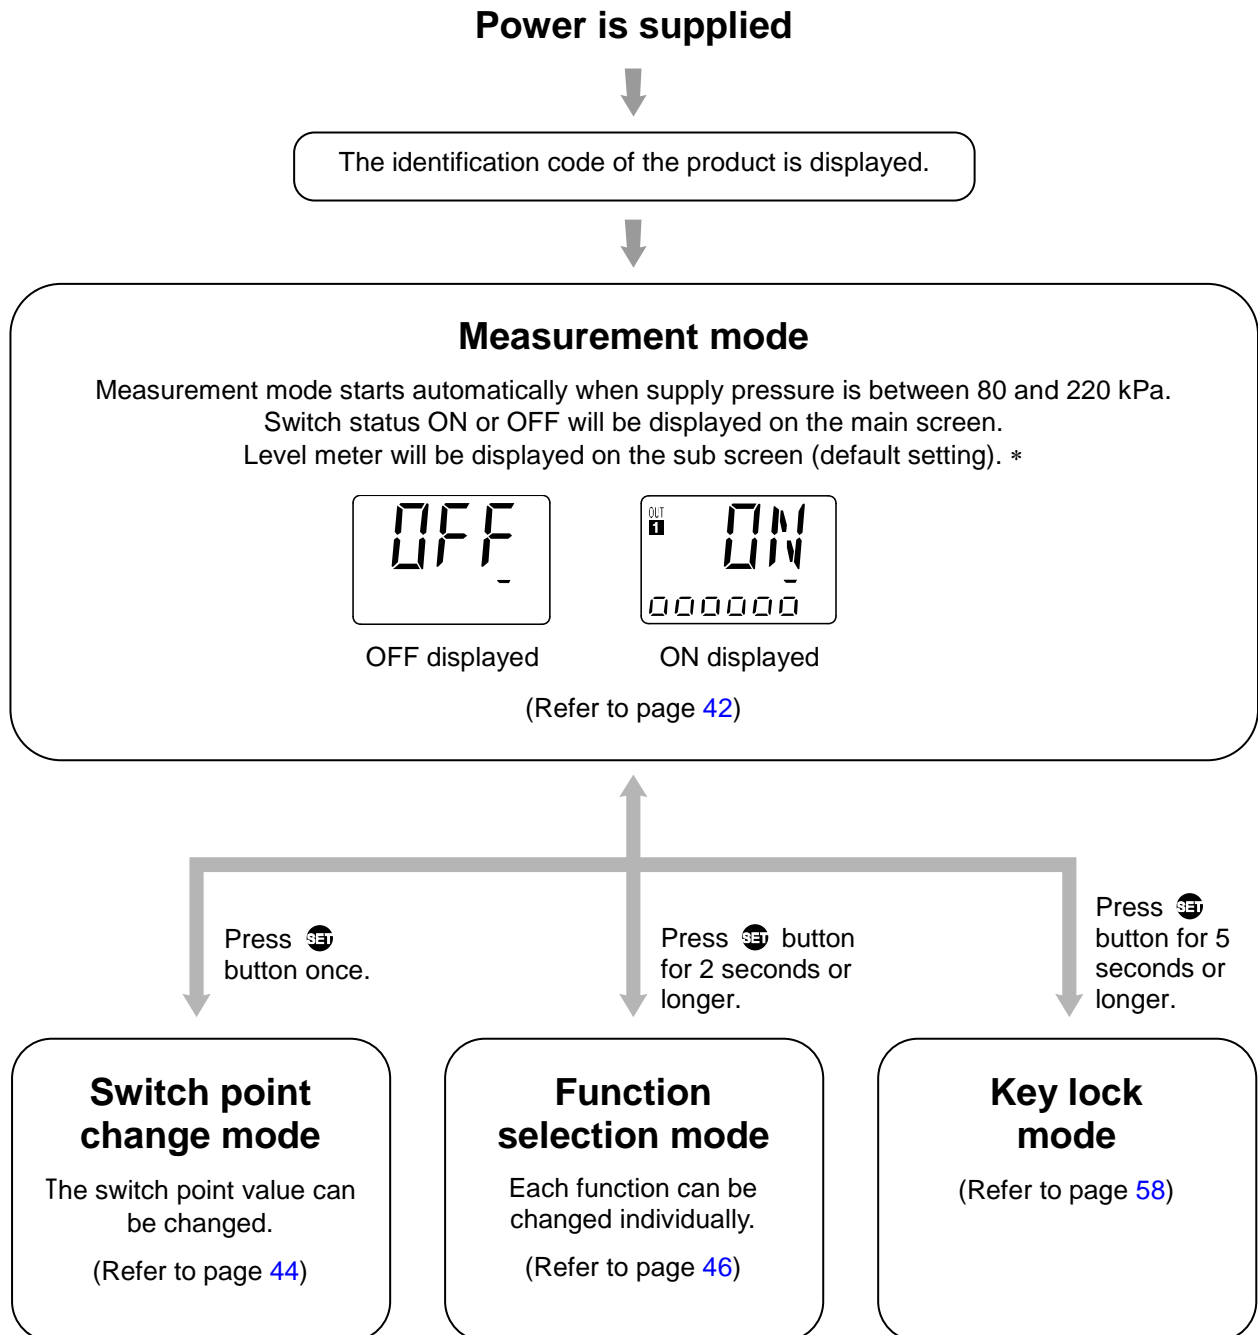 Power is supplied
The identification code of the product is displayed.
Measurement mode
Measurement mode starts automatically when supply pressure is between 80 and 220 kPa.
Switch status ON or OFF will be displayed on the main screen.
Level meter will be displayed on the sub screen (default setting). *
OFF
OUT
1
ON
oooooo
OFF displayed
ON displayed
(Refer to page 42)
Press SET
button once.
Press SET button
for 2 seconds or
longer.
Press SET
button for 5
seconds or
longer.
Switch point
change mode
The switch point value can
be changed.
(Refer to page 44)
Function
selection mode
Each function can be
changed individually.
(Refer to page 46)
Key lock
mode
(Refer to page 58)